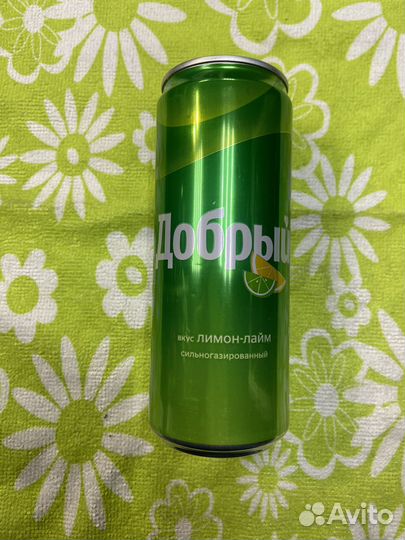 Добрый
вкус лимон-лайм
сильногазированный
Avito